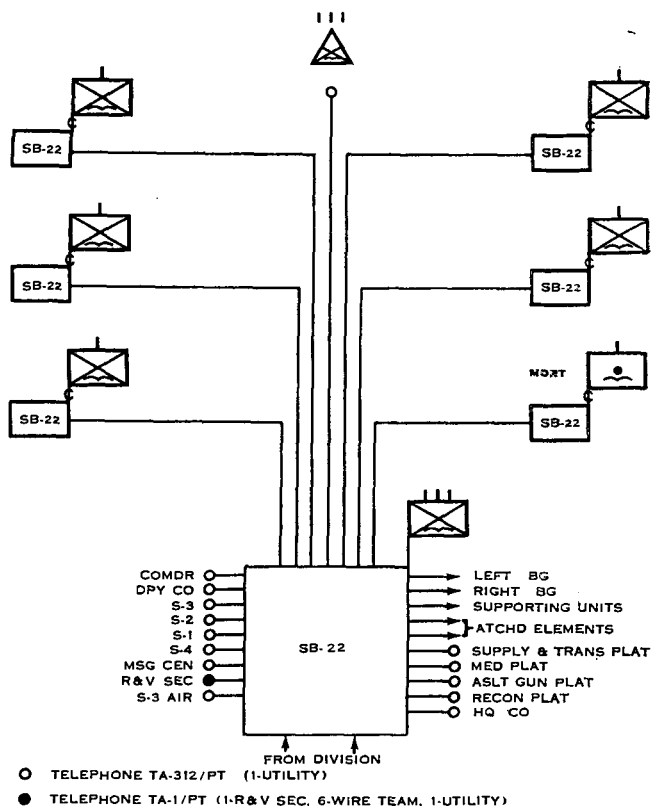 SB-22
SB-22
SB-22
SB-22
SB-22
MORT
SB-22
COMDR
DPY CO
S-3
S-2
S-1
S-4
MSG CEN
R&V SEC
S-3 AIR
SB-22
LEFT BG
RIGHT BG
SUPPORTING UNITS
ATCHD ELEMENTS
SUPPLY & TRANS PLAT
MED PLAT
ASLT GUN PLAT
RECON PLAT
HQ CO
FROM DIVISION
TELEPHONE TA-312/PT (1-UTILITY)
TELEPHONE TA-1/PT (1-R&V SEC, 6-WIRE TEAM, 1-UTILITY)